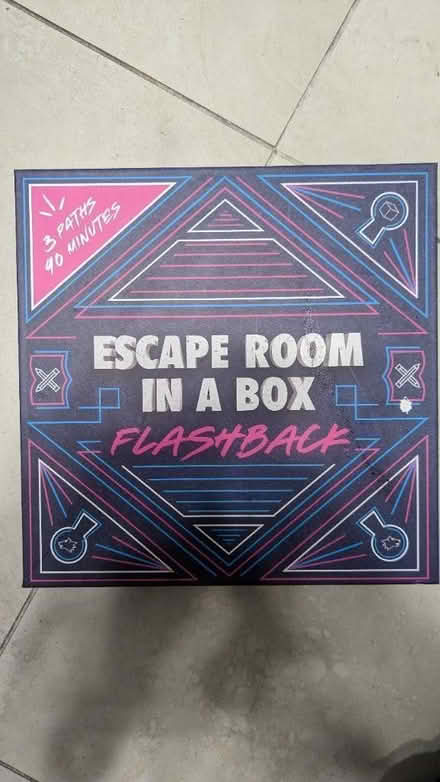 3 PATHS
90 MINUTES
ESCAPE ROOM
IN A BOX
FLASHBACK